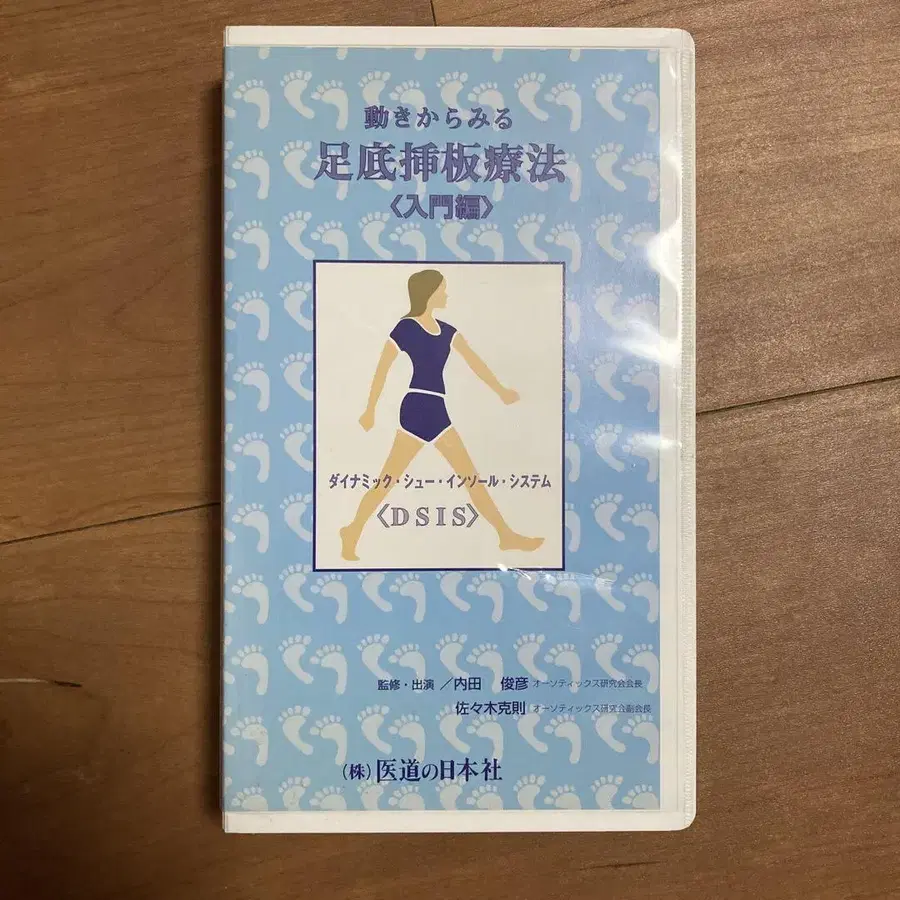 動きからみる
足底挿板療法
〈入門編〉
ダイナミック・シュー・インソール・システム
〈DSIS〉
監修・出演／内田 俊彦 オーソティックス研究会会長
佐々木克則 オーソティックス研究会副会長
(株)医道の日本社